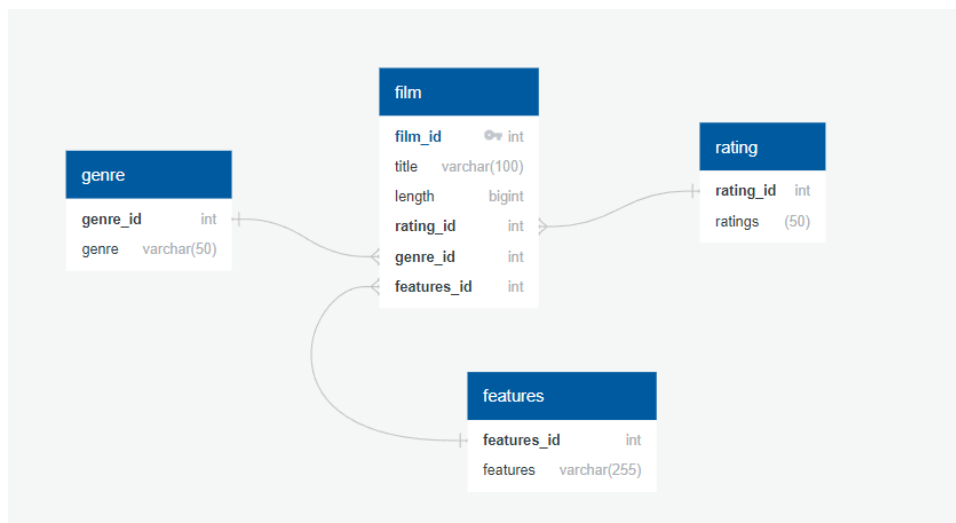 film
film_id int
title varchar(100)
length bigint
rating_id int
genre_id int
features_id int
genre
genre_id int
genre varchar(50)
rating
rating_id int
ratings (50)
features
features_id int
features varchar(255)